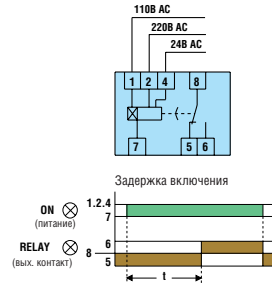 110В AC
220В AC
24В AC
1 2 4 8
7 5 6
Задержка включения
ON 1.2.4
(питание) 7
RELAY 6
(вых. контакт) 8
5
t